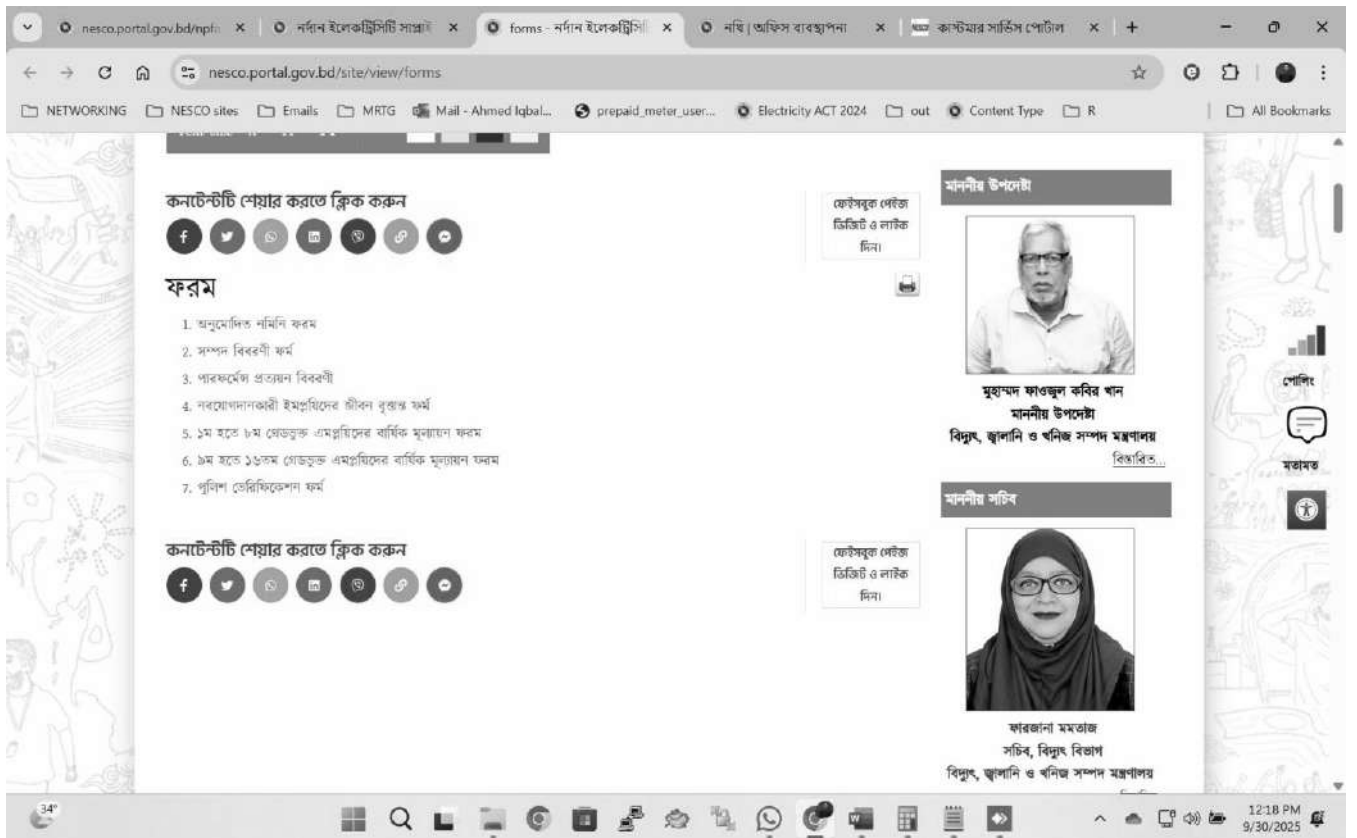 nesco.portal.gov.bd/npf
নর্দান ইলেকট্রিসিটি সাপ্লাই
forms - নর্দান ইলেকট্রিসি
নথি | অফিস ব্যবস্থাপনা
কাস্টমার সার্ভিস পোর্টাল
nesco.portal.gov.bd/site/view/forms
NETWORKING
NESCO sites
Emails
MRTG
Mail - Ahmed Iqbal...
prepaid_meter_user...
Electricity ACT 2024
out
Content Type
R
All Bookmarks
কনটেন্টটি শেয়ার করতে ক্লিক করুন
ফেইসবুক পেইজ
ভিজিট ও লাইক
দিন।
ফরম
1. অনুমোদিত নমিনি ফরম
2. সম্পদ বিবরণী ফর্ম
3. পারফর্মেন্স প্রত্যয়ন বিবরণী
4. নবযোগদানকারী ইমপ্লয়িদের জীবন বৃত্তান্ত ফর্ম
5. ১ম হতে ৮ম গ্রেডভুক্ত এমপ্লয়িদের বার্ষিক মূল্যায়ন ফরম
6. ৯ম হতে ১৬তম গ্রেডভুক্ত এমপ্লয়িদের বার্ষিক মূল্যায়ন ফরম
7. পুলিশ ভেরিফিকেশন ফর্ম
কনটেন্টটি শেয়ার করতে ক্লিক করুন
ফেইসবুক পেইজ
ভিজিট ও লাইক
দিন।
মাননীয় উপদেষ্টা
মুহাম্মদ ফাওজুল কবির খান
মাননীয় উপদেষ্টা
বিদ্যুৎ, জ্বালানি ও খনিজ সম্পদ মন্ত্রণালয়
বিস্তারিত...
মাননীয় সচিব
ফারজানা মমতাজ
সচিব, বিদ্যুৎ বিভাগ
বিদ্যুৎ, জ্বালানি ও খনিজ সম্পদ মন্ত্রণালয়
পোলিং
মতামত
34°
12:18 PM
9/30/2025